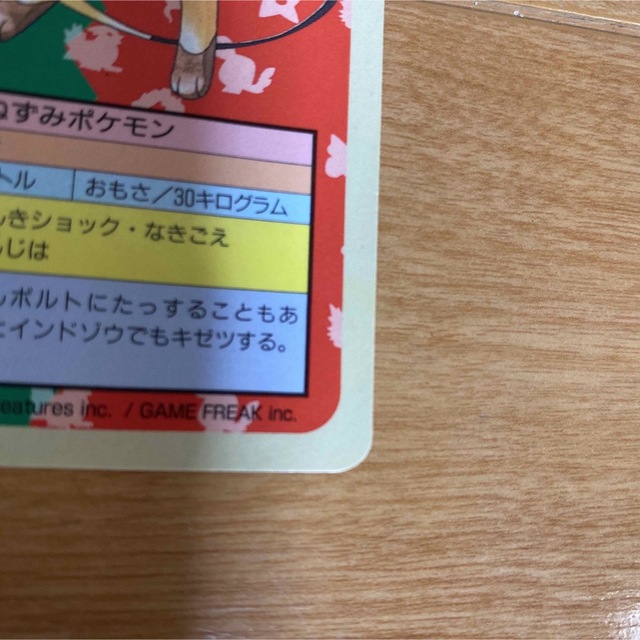 ねずみポケモン
トル
おもさ／30キログラム
きショック・なきごえ
じは
ボルトにたっすることもあ
インドゾウでもキゼツする。
eatures inc. / GAME FREAK inc.